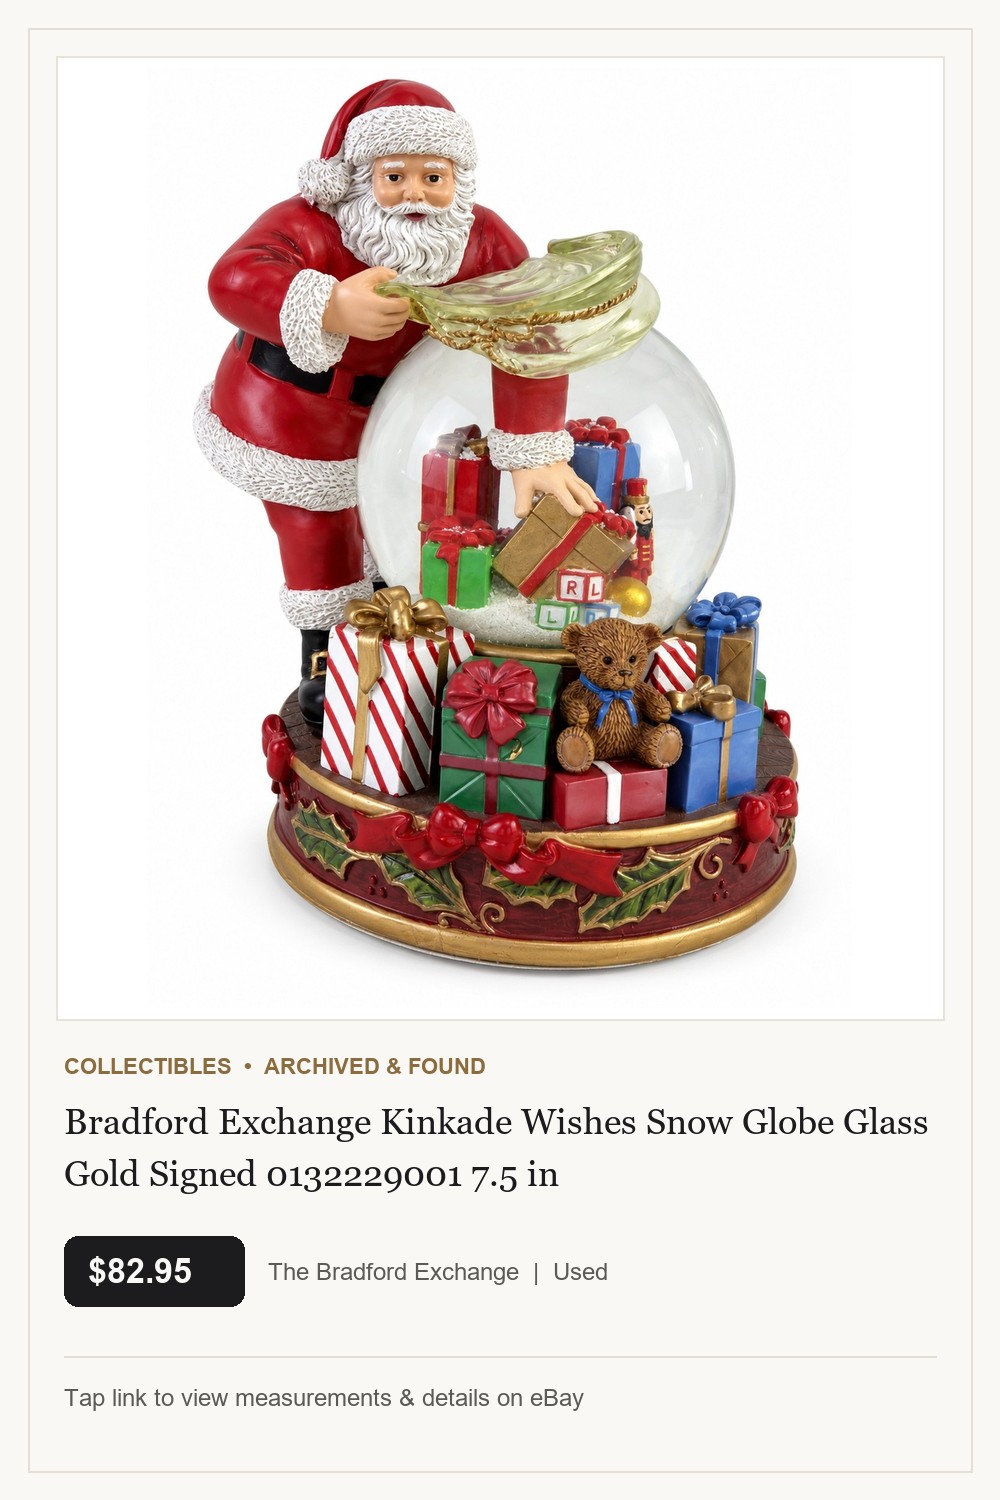 R L
L
COLLECTIBLES • ARCHIVED & FOUND
Bradford Exchange Kinkade Wishes Snow Globe Glass
Gold Signed 0132229001 7.5 in
$82.95
The Bradford Exchange | Used
Tap link to view measurements & details on eBay